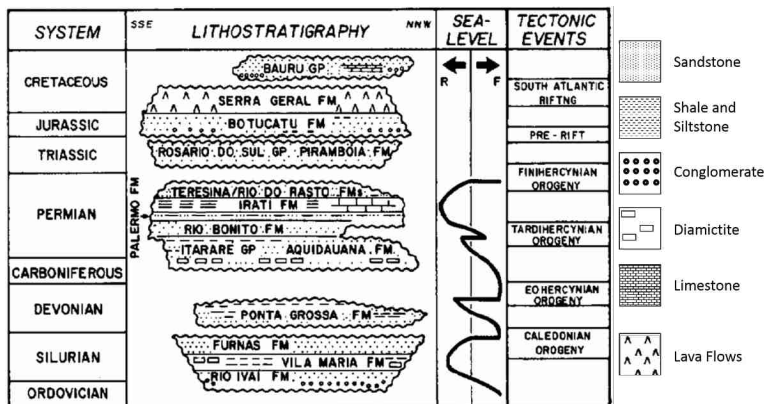 SYSTEM
SSE LITHOSTRATIGRAPHY NNW
SEA-
LEVEL
TECTONIC
EVENTS
R F
CRETACEOUS
JURASSIC
TRIASSIC
PERMIAN
CARBONIFEROUS
DEVONIAN
SILURIAN
ORDOVICIAN
BAURU GP
SERRA GERAL FM
BOTUCATU FM
ROSÁRIO DO SUL GP PIRAMBOIA FM
TERESINA/RIO DO RASTO FMs
IRATI FM
PALERMO FM
RIO BONITO FM
ITARARE GP AQUIDAUANA FM.
PONTA GROSSA FM
FURNAS FM
VILA MARIA FM
RIO IVAI FM
SOUTH ATLANTIC
RIFTNG
PRE-RIFT
FINIHERCYNIAN
OROGENY
TARDIHERCYNIAN
OROGENY
EOHERCYNIAN
OROGENY
CALEDONIAN
OROGENY
Sandstone
Shale and
Siltstone
Conglomerate
Diamictite
Limestone
Lava Flows